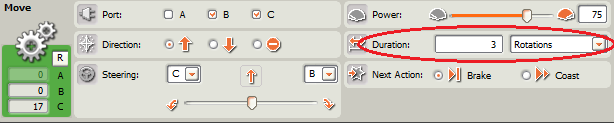 Move
Port: A B C
Power: 75
R
Direction:
Duration: 3 Rotations
0 A
Steering: C B
Next Action: Brake Coast
0 B
17 C